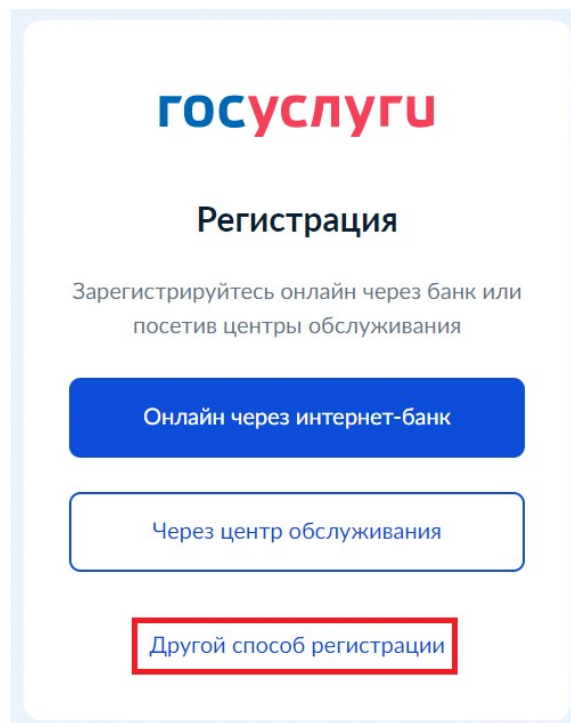 госуслуги
Регистрация
Зарегистрируйтесь онлайн через банк или
посетив центры обслуживания
Онлайн через интернет-банк
Через центр обслуживания
Другой способ регистрации